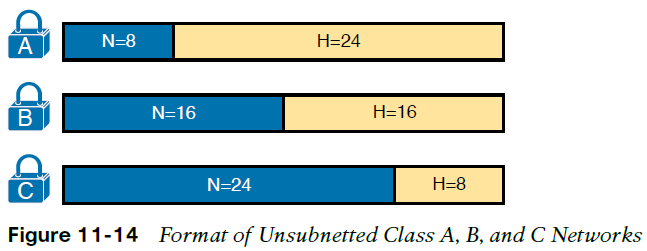 A N=8 H=24
B N=16 H=16
C N=24 H=8
Figure 11-14 Format of Unsubnetted Class A, B, and C Networks